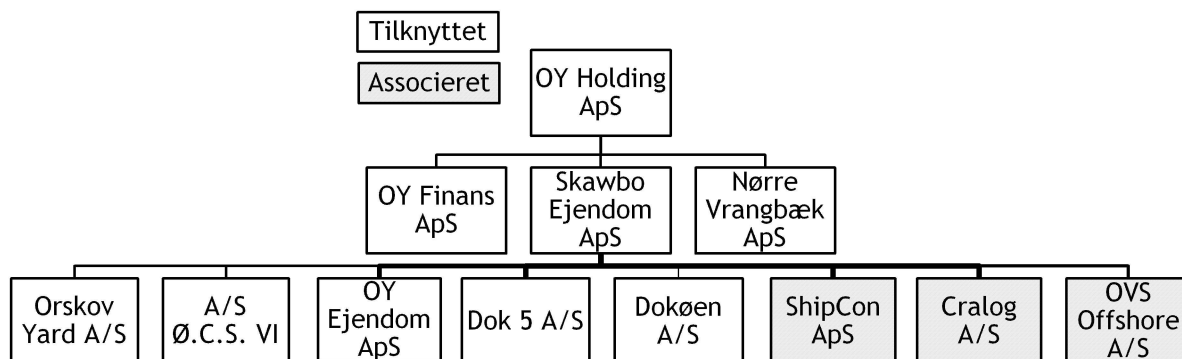 Tilknyttet
Associeret
OY Holding
ApS
OY Finans
ApS
Skawbo
Ejendom
ApS
Nørre
Vrangbæk
ApS
Orskov
Yard A/S
A/S
Ø.C.S. VI
OY
Ejendom
ApS
Dok 5 A/S
Dokøen
A/S
ShipCon
ApS
Cralog
A/S
OVS
Offshore
A/S